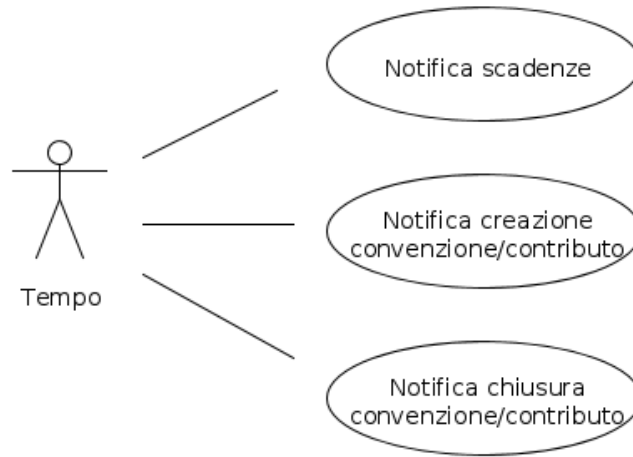 Notifica scadenze
Notifica creazione
convenzione/contributo
Tempo
Notifica chiusura
convenzione/contributo